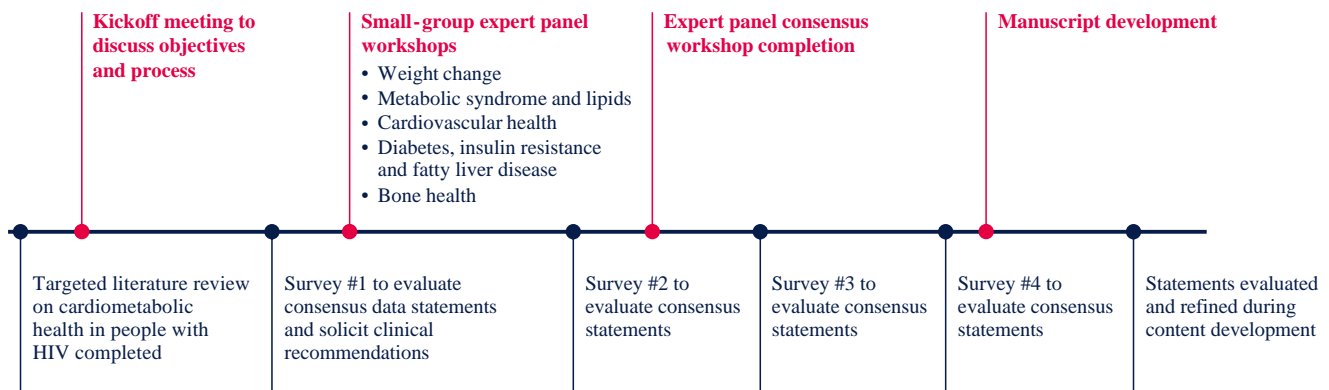 Kickoff meeting to
discuss objectives
and process
Small-group expert panel
workshops
• Weight change
• Metabolic syndrome and lipids
• Cardiovascular health
• Diabetes, insulin resistance
and fatty liver disease
• Bone health
Expert panel consensus
workshop completion
Manuscript development
Targeted literature review
on cardiometabolic
health in people with
HIV completed
Survey #1 to evaluate
consensus data statements
and solicit clinical
recommendations
Survey #2 to
evaluate consensus
statements
Survey #3 to
evaluate consensus
statements
Survey #4 to
evaluate consensus
statements
Statements evaluated
and refined during
content development